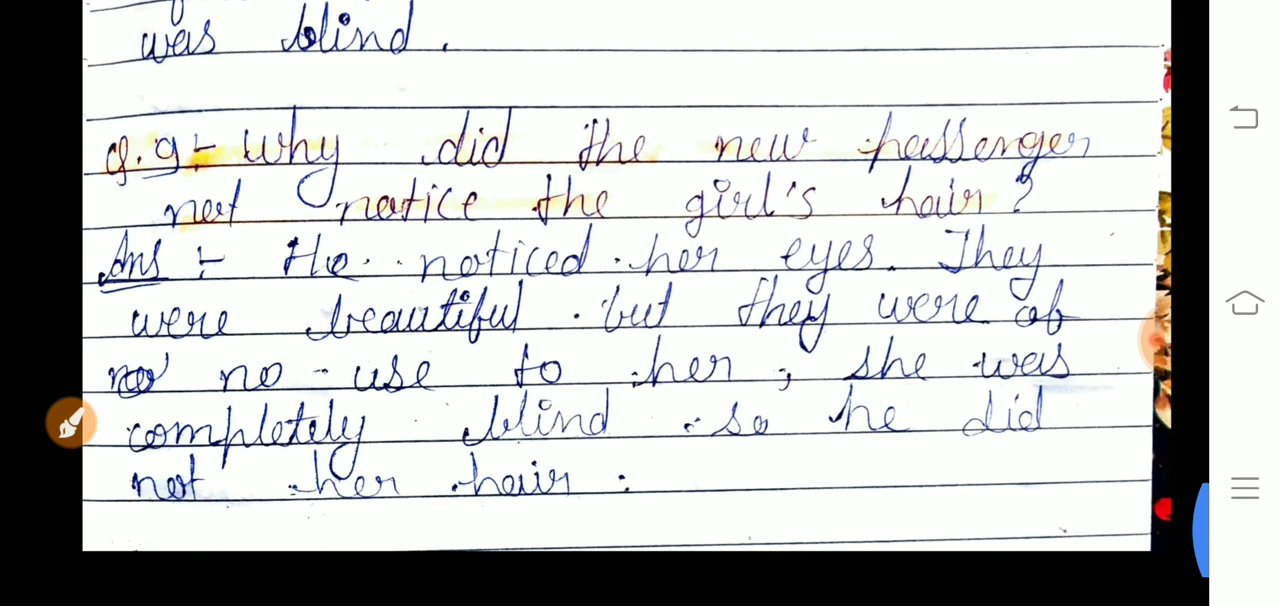 was blind.
Q.9:- Why did the new passenger
not notice the girl's hair?
Ans :- He noticed her eyes. They
were beautiful but they were of
no no use to her, she was
completely blind so he did
not her hair.